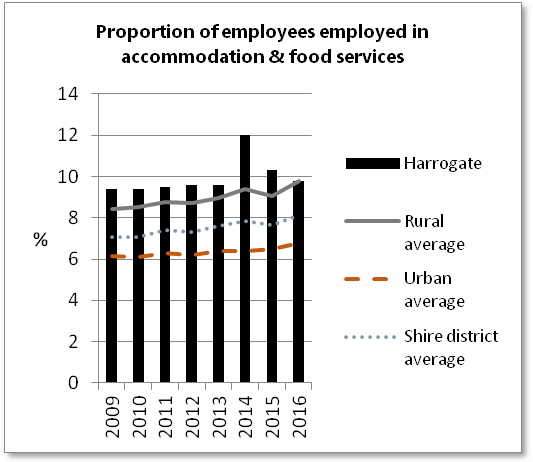 Proportion of employees employed in
accommodation & food services
14
12
10
8
6
4
2
0
%
2009
2010
2011
2012
2013
2014
2015
2016
Harrogate
Rural
average
Urban
average
Shire district
average